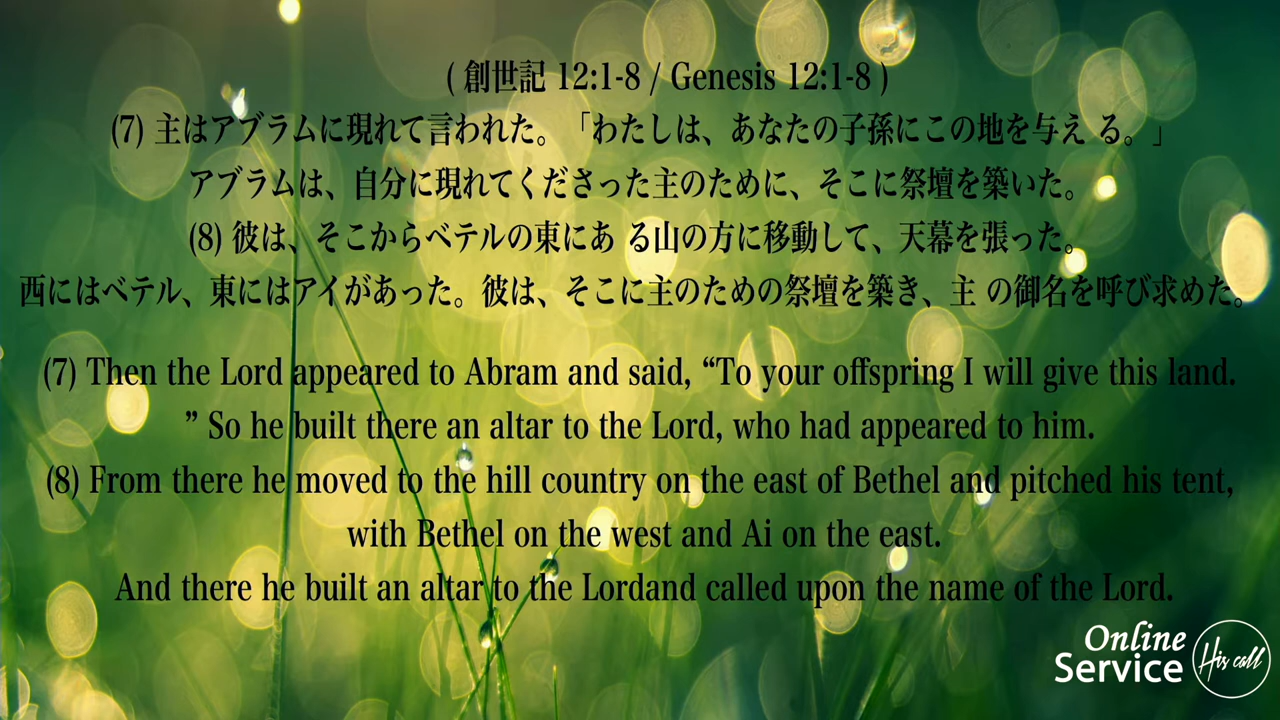 ( 創世記 12:1-8 / Genesis 12:1-8 )
(7) 主はアブラムに現れて言われた。「わたしは、あなたの子孫にこの地を与え る。」
アブラムは、自分に現れてくださった主のために、そこに祭壇を築いた。
(8) 彼は、そこからベテルの東にあ る山の方に移動して、天幕を張った。
西にはベテル、東にはアイがあった。彼は、そこに主のための祭壇を築き、主 の御名を呼び求めた。
(7) Then the Lord appeared to Abram and said, “To your offspring I will give this land.
” So he built there an altar to the Lord, who had appeared to him.
(8) From there he moved to the hill country on the east of Bethel and pitched his tent,
with Bethel on the west and Ai on the east.
And there he built an altar to the Lordand called upon the name of the Lord.
Online
Service
His call